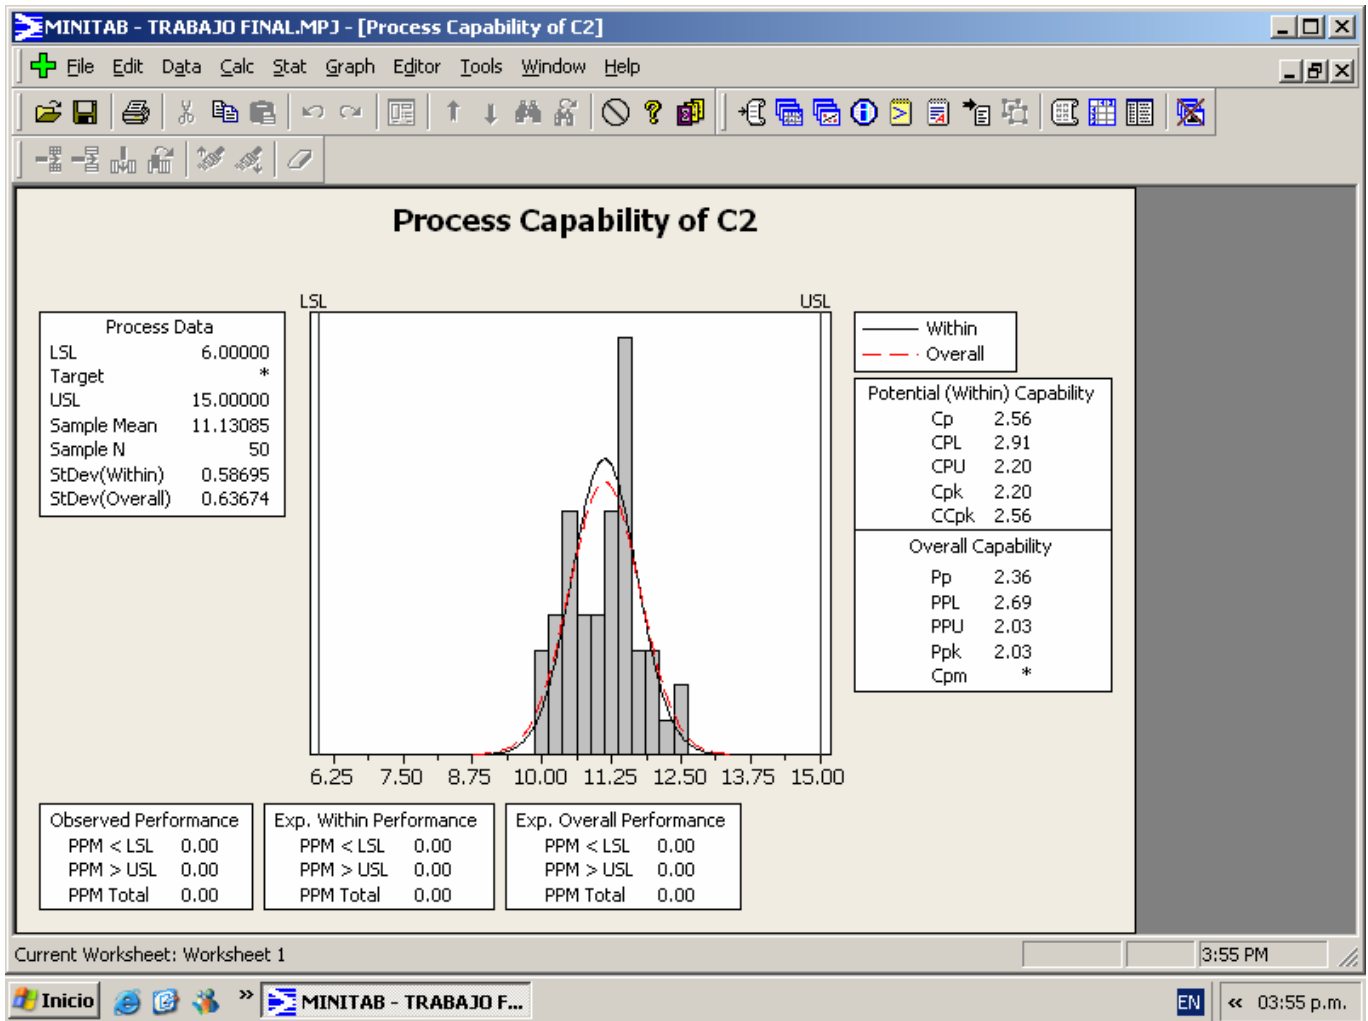 MINITAB - TRABAJO FINAL.MPJ - [Process Capability of C2]
File Edit Data Calc Stat Graph Editor Tools Window Help
Process Capability of C2
LSL USL
Process Data
LSL 6.00000
Target *
USL 15.00000
Sample Mean 11.13085
Sample N 50
StDev(Within) 0.58695
StDev(Overall) 0.63674
Within
Overall
Potential (Within) Capability
Cp 2.56
CPL 2.91
CPU 2.20
Cpk 2.20
CCpk 2.56
Overall Capability
Pp 2.36
PPL 2.69
PPU 2.03
Ppk 2.03
Cpm *
6.25 7.50 8.75 10.00 11.25 12.50 13.75 15.00
Observed Performance
PPM < LSL 0.00
PPM > USL 0.00
PPM Total 0.00
Exp. Within Performance
PPM < LSL 0.00
PPM > USL 0.00
PPM Total 0.00
Exp. Overall Performance
PPM < LSL 0.00
PPM > USL 0.00
PPM Total 0.00
Current Worksheet: Worksheet 1
3:55 PM
Inicio
MINITAB - TRABAJO F...
EN
03:55 p.m.